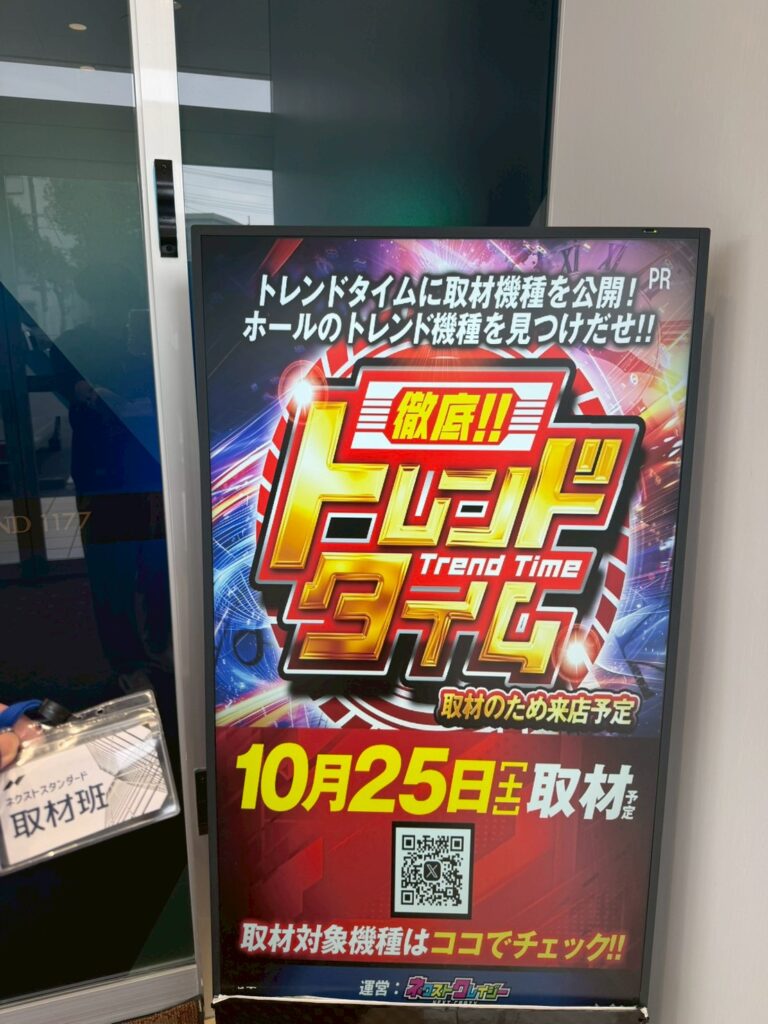 トレンドタイムに取材機種を公開！
PR
ホールのトレンド機種を見つけだせ!!
徹底!!
トレンド
Trend Time
タイム
取材のため来店予定
10月25日[土]取材予定
取材対象機種はココでチェック!!
運営：ネクストクレイジー
ND 1177
ネクストスタンダード
取材班